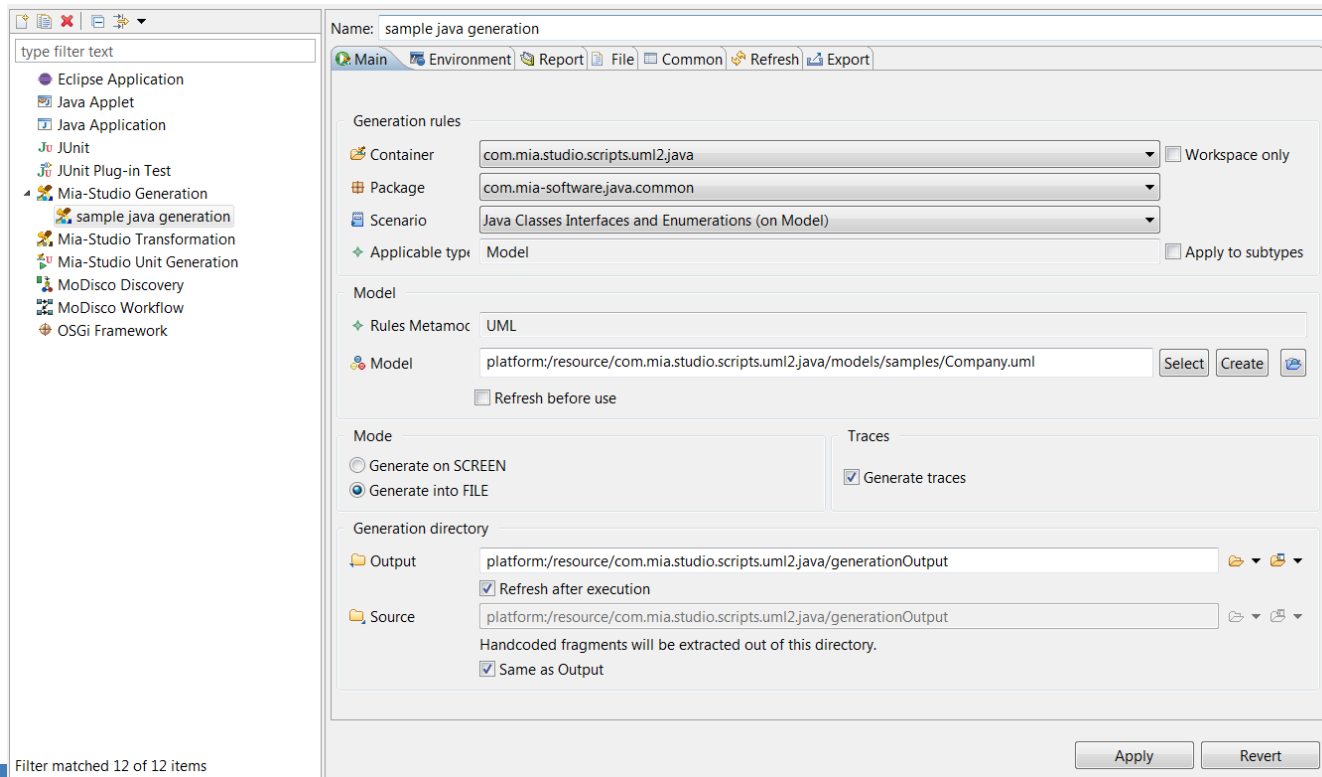 type filter text
Eclipse Application
Java Applet
Java Application
JUnit
JUnit Plug-in Test
Mia-Studio Generation
sample java generation
Mia-Studio Transformation
Mia-Studio Unit Generation
MoDisco Discovery
MoDisco Workflow
OSGi Framework
Filter matched 12 of 12 items
Name: sample java generation
Main Environment Report File Common Refresh Export
Generation rules
Container com.mia.studio.scripts.uml2.java Workspace only
Package com.mia-software.java.common
Scenario Java Classes Interfaces and Enumerations (on Model)
Applicable type Model Apply to subtypes
Model
Rules Metamoc UML
Model platform:/resource/com.mia.studio.scripts.uml2.java/models/samples/Company.uml Select Create
Refresh before use
Mode Traces
Generate on SCREEN
Generate into FILE Generate traces
Generation directory
Output platform:/resource/com.mia.studio.scripts.uml2.java/generationOutput
Refresh after execution
Source platform:/resource/com.mia.studio.scripts.uml2.java/generationOutput
Handcoded fragments will be extracted out of this directory.
Same as Output
Apply Revert